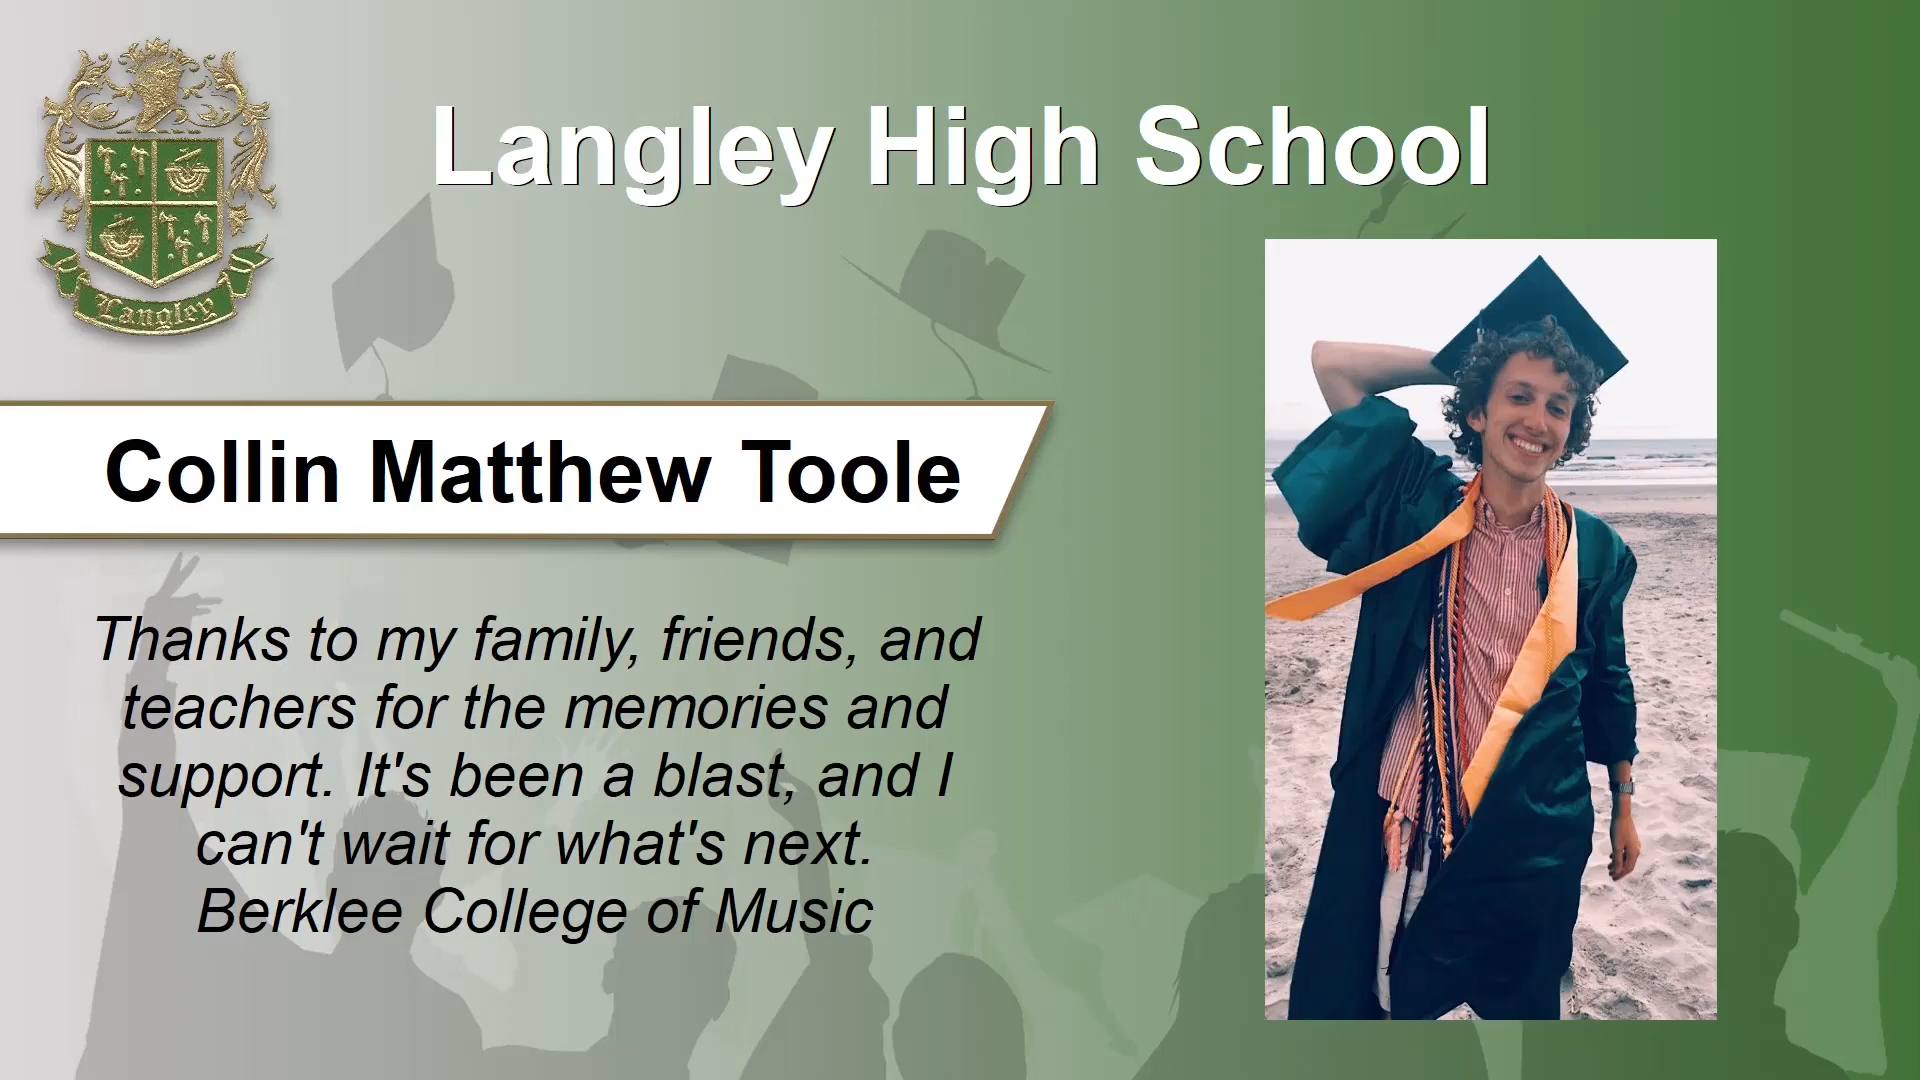 Langley High School
Langley
Collin Matthew Toole
Thanks to my family, friends, and
teachers for the memories and
support. It's been a blast, and I
can't wait for what's next.
Berklee College of Music